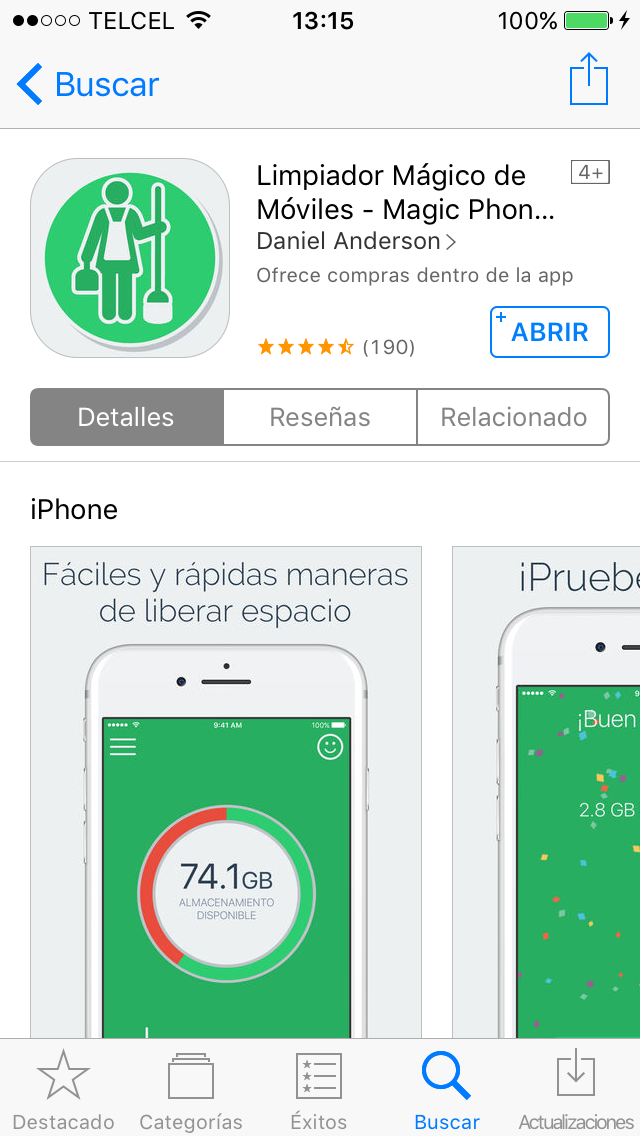 TELCEL 13:15 100%
Buscar
Limpiador Mágico de
Móviles - Magic Phon...
4+
Daniel Anderson
Ofrece compras dentro de la app
(190)
+ ABRIR
Detalles Reseñas Relacionado
iPhone
Fáciles y rápidas maneras
de liberar espacio
9:41 AM 100%
74.1GB
ALMACENAMIENTO
DISPONIBLE
¡Pruebe
9
¡Buen
2.8 GB
Destacado Categorías Éxitos Buscar Actualizaciones